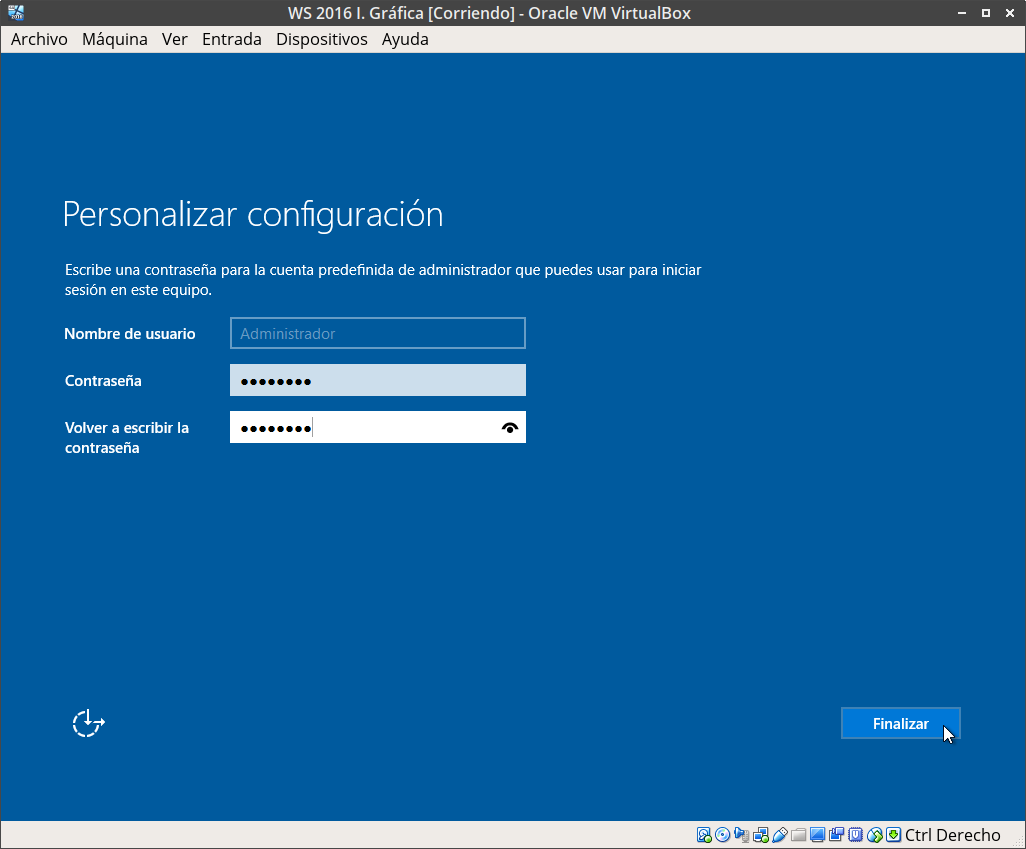 WS 2016 I. Gráfica [Corriendo] - Oracle VM VirtualBox
Archivo Máquina Ver Entrada Dispositivos Ayuda
Personalizar configuración
Escribe una contraseña para la cuenta predefinida de administrador que puedes usar para iniciar
sesión en este equipo.
Nombre de usuario Administrador
Contraseña ●●●●●●●●
Volver a escribir la ●●●●●●●●
contraseña
Finalizar
Ctrl Derecho